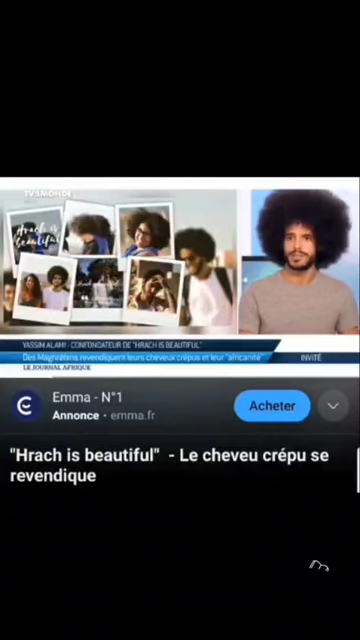 TV5MONDE
Hrach is
beautiful
YASSIM ALAMI - CONFONDATEUR DE "HRACH IS BEAUTIFUL"
Des Maghrébins revendiquent leurs cheveux crépus et leur "africanité"
INVITÉ
LE JOURNAL AFRIQUE
Emma - N°1
Annonce · emma.fr
Acheter
"Hrach is beautiful" - Le cheveu crépu se
revendique